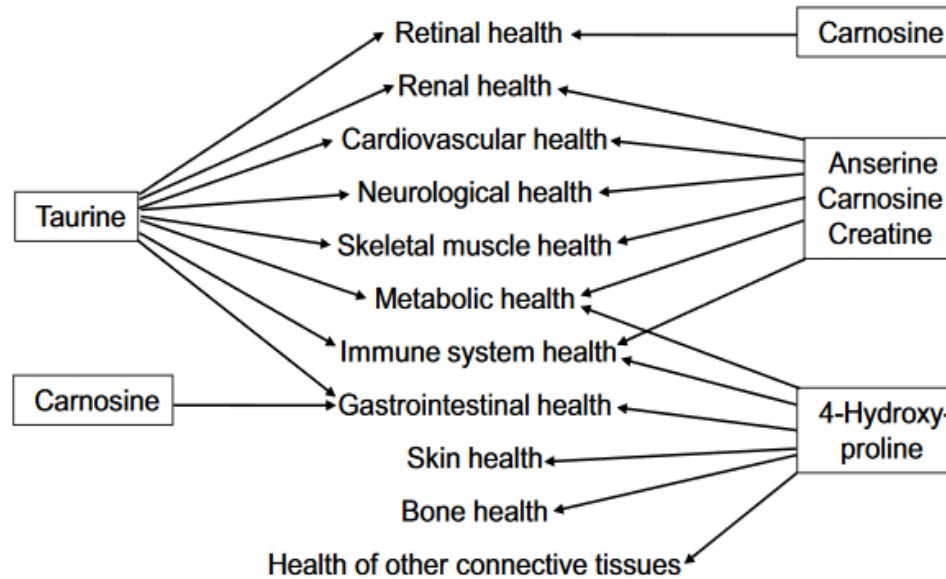 Retinal health
Carnosine
Renal health
Cardiovascular health
Anserine
Carnosine
Creatine
Neurological health
Taurine
Skeletal muscle health
Metabolic health
Immune system health
Carnosine
Gastrointestinal health
4-Hydroxy-
proline
Skin health
Bone health
Health of other connective tissues